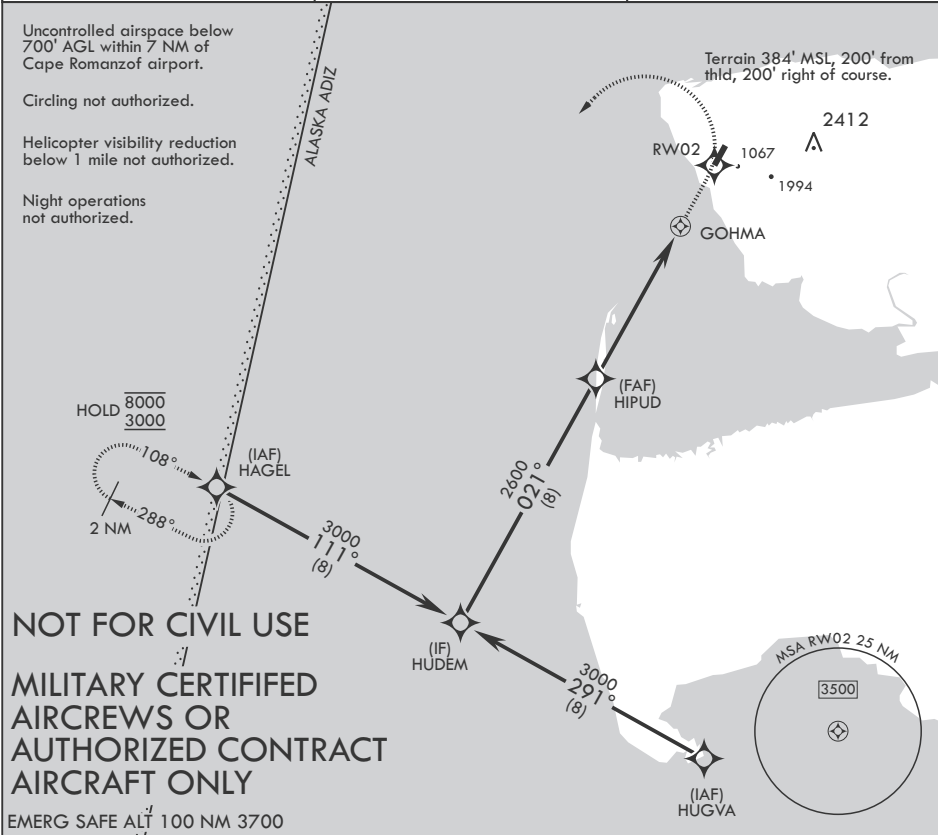 Uncontrolled airspace below
700' AGL within 7 NM of
Cape Romanzof airport.
Circling not authorized.
Helicopter visibility reduction
below 1 mile not authorized.
Night operations
not authorized.
ALASKA ADIZ
Terrain 384' MSL, 200' from
thld, 200' right of course.
2412
RW02
1067
1994
GOHMA
(FAF)
HIPUD
HOLD 8000
3000
(IAF)
HAGEL
108°
288°
2 NM
2600
021°
(8)
3000
111°
(8)
(IF)
HUDEM
3000
291°
(8)
(IAF)
HUGVA
MSA RW02 25 NM
3500
NOT FOR CIVIL USE
MILITARY CERTIFIFED
AIRCREWS OR
AUTHORIZED CONTRACT
AIRCRAFT ONLY
EMERG SAFE ALT 100 NM 3700